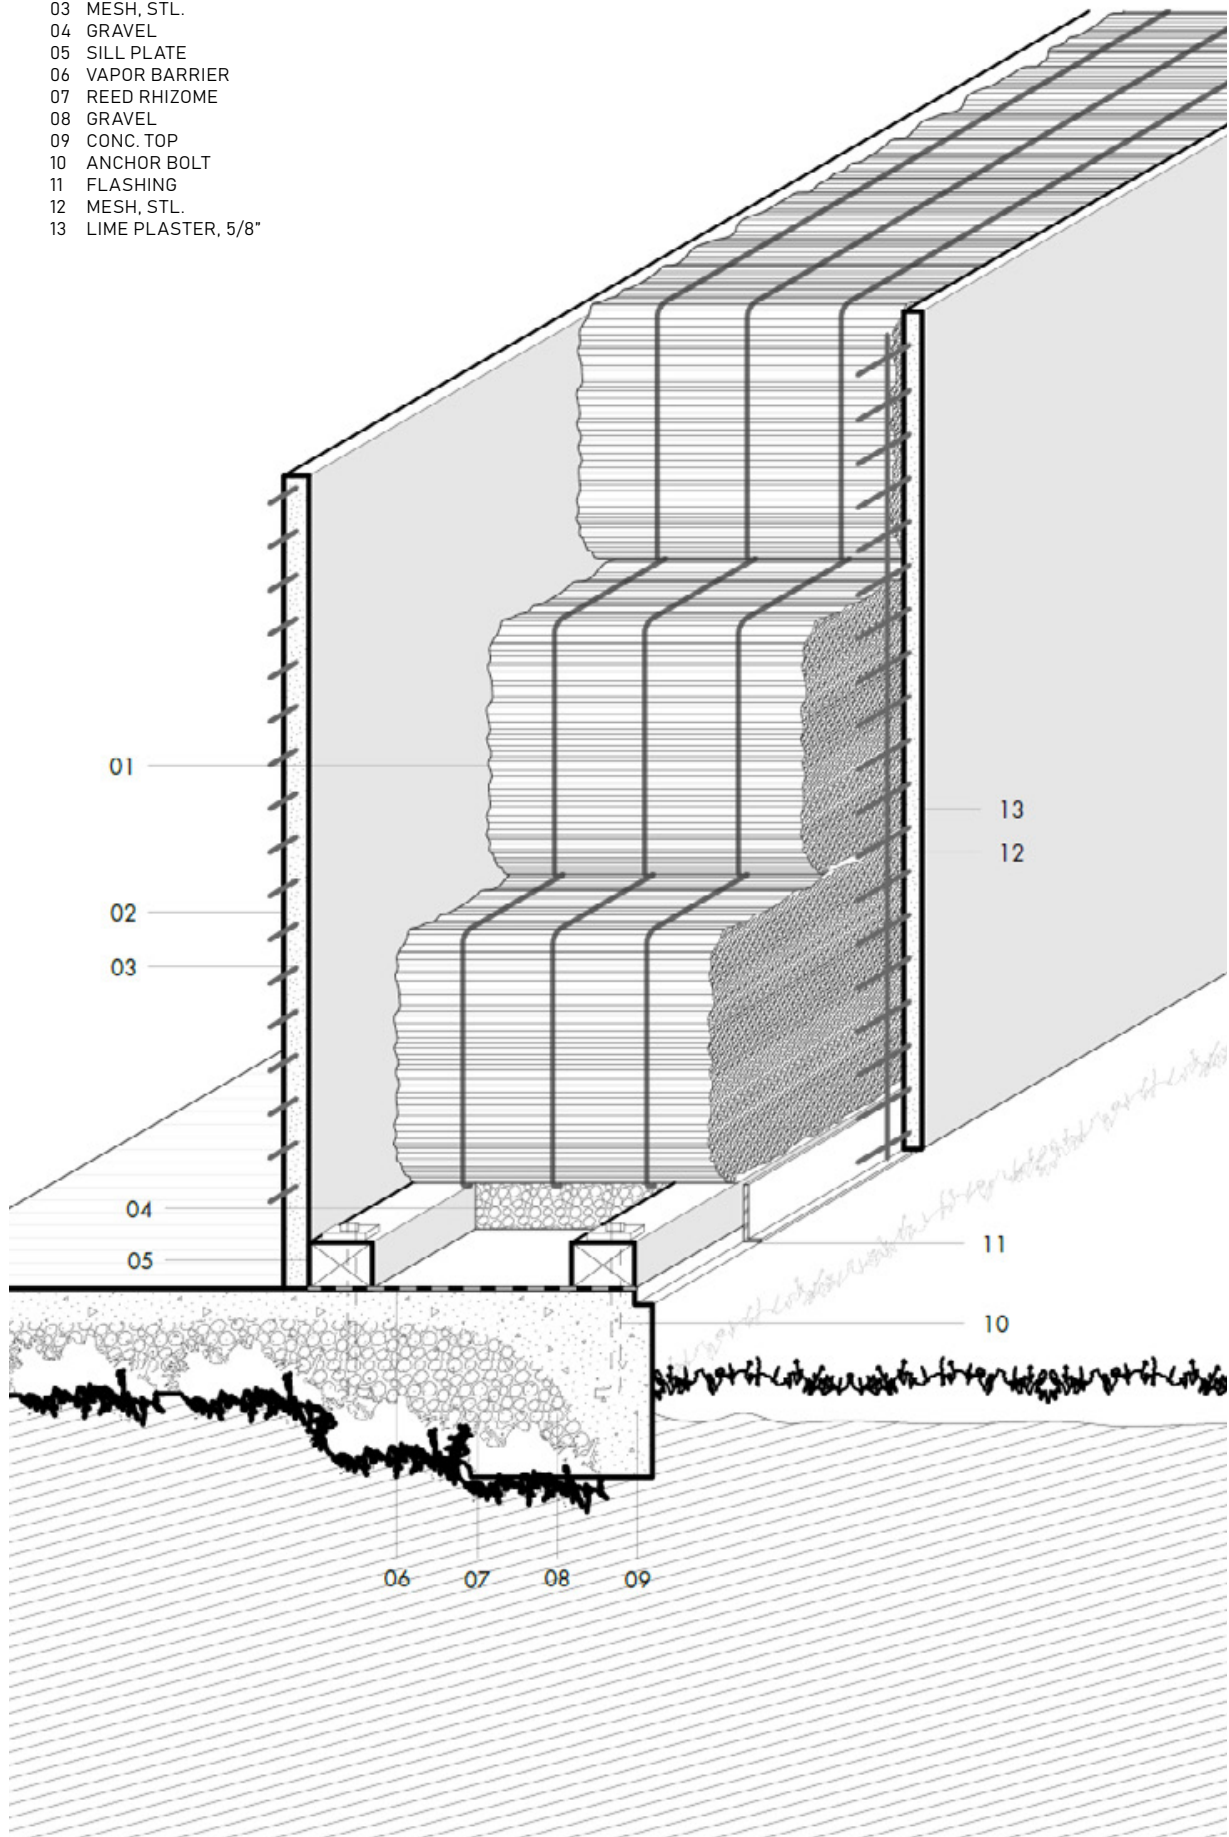 03 MESH, STL.
04 GRAVEL
05 SILL PLATE
06 VAPOR BARRIER
07 REED RHIZOME
08 GRAVEL
09 CONC. TOP
10 ANCHOR BOLT
11 FLASHING
12 MESH, STL.
13 LIME PLASTER, 5/8"
01
13
12
02
03
04
05
11
10
06 07 08 09